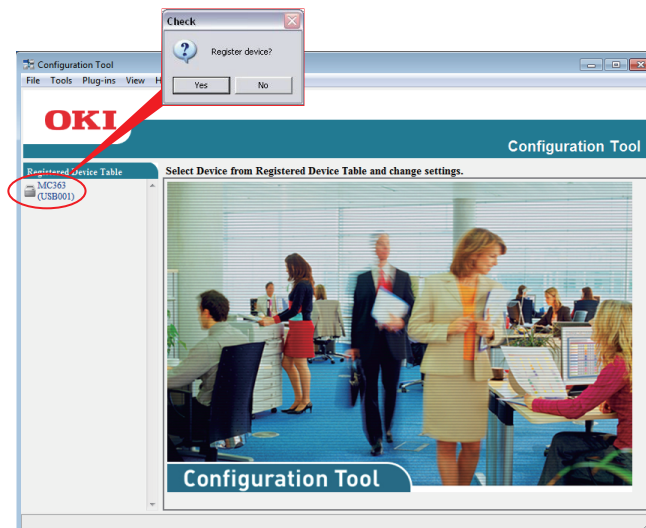 Check
Register device?
Yes No
Configuration Tool
File Tools Plug-ins View H
OKI
Configuration Tool
Registered Device Table
Select Device from Registered Device Table and change settings.
MC363
(USB001)
Configuration Tool